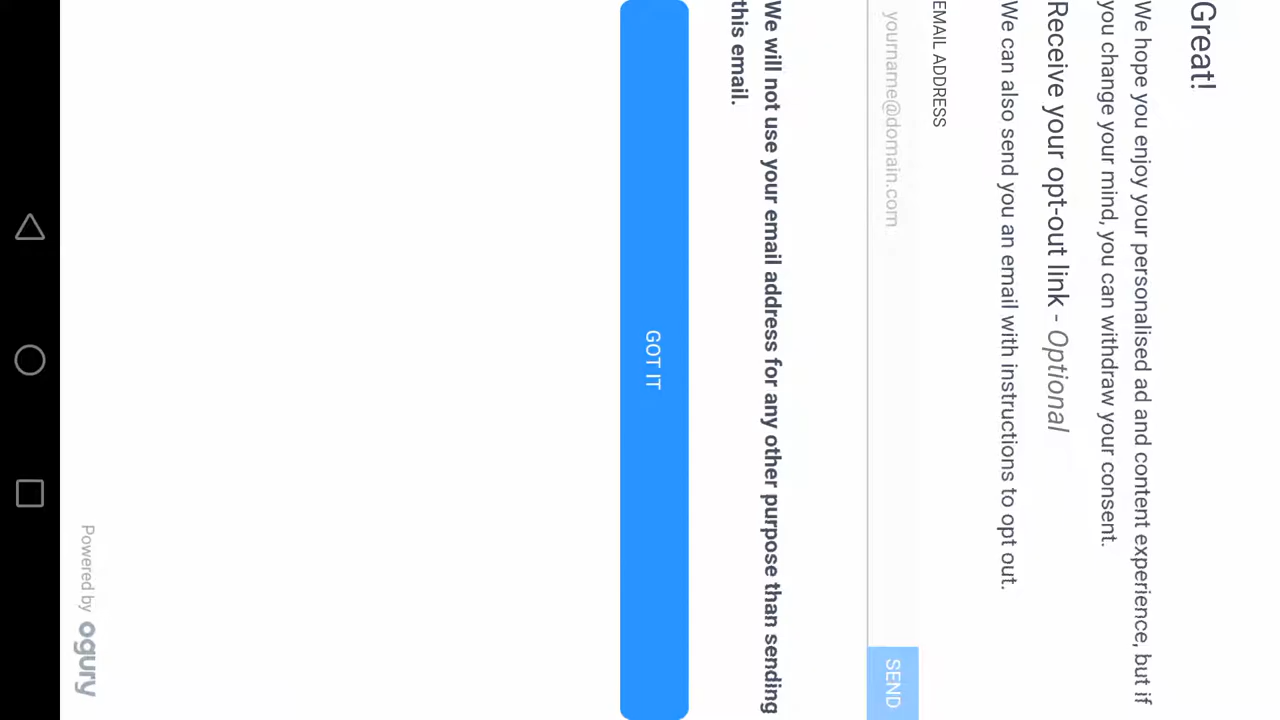 Great!
We hope you enjoy your personalised ad and content experience, but if
you change your mind, you can withdraw your consent.
Receive your opt-out link - Optional
We can also send you an email with instructions to opt out.
EMAIL ADDRESS
yourname@domain.com
SEND
We will not use your email address for any other purpose than sending
this email.
GOT IT
Powered by ogury